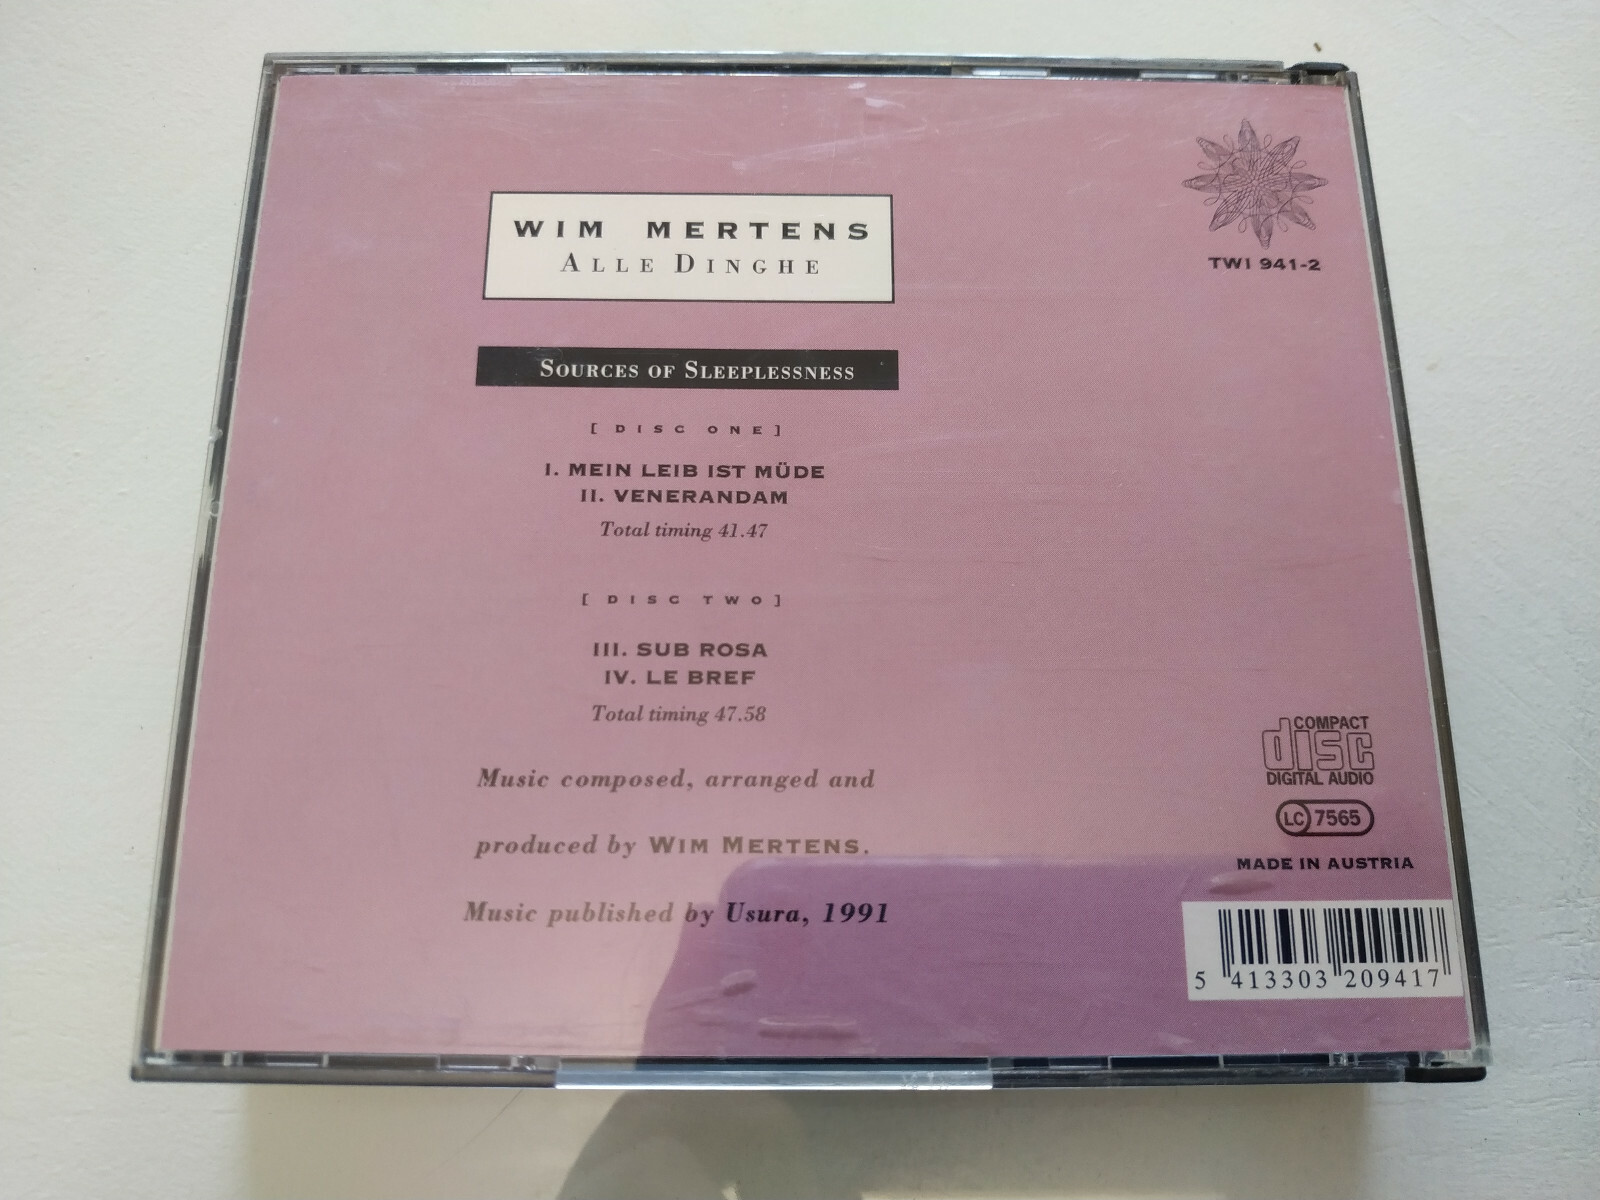 WIM MERTENS
ALLE DINGHE
TWI 941-2
SOURCES OF SLEEPLESSNESS
[ DISC ONE ]
I. MEIN LEIB IST MÜDE
II. VENERANDAM
Total timing 41.47
[ DISC TWO ]
III. SUB ROSA
IV. LE BREF
Total timing 47.58
Music composed, arranged and
produced by WIM MERTENS.
Music published by Usura, 1991
COMPACT
disc
DIGITAL AUDIO
LC 7565
MADE IN AUSTRIA
5 413303 209417